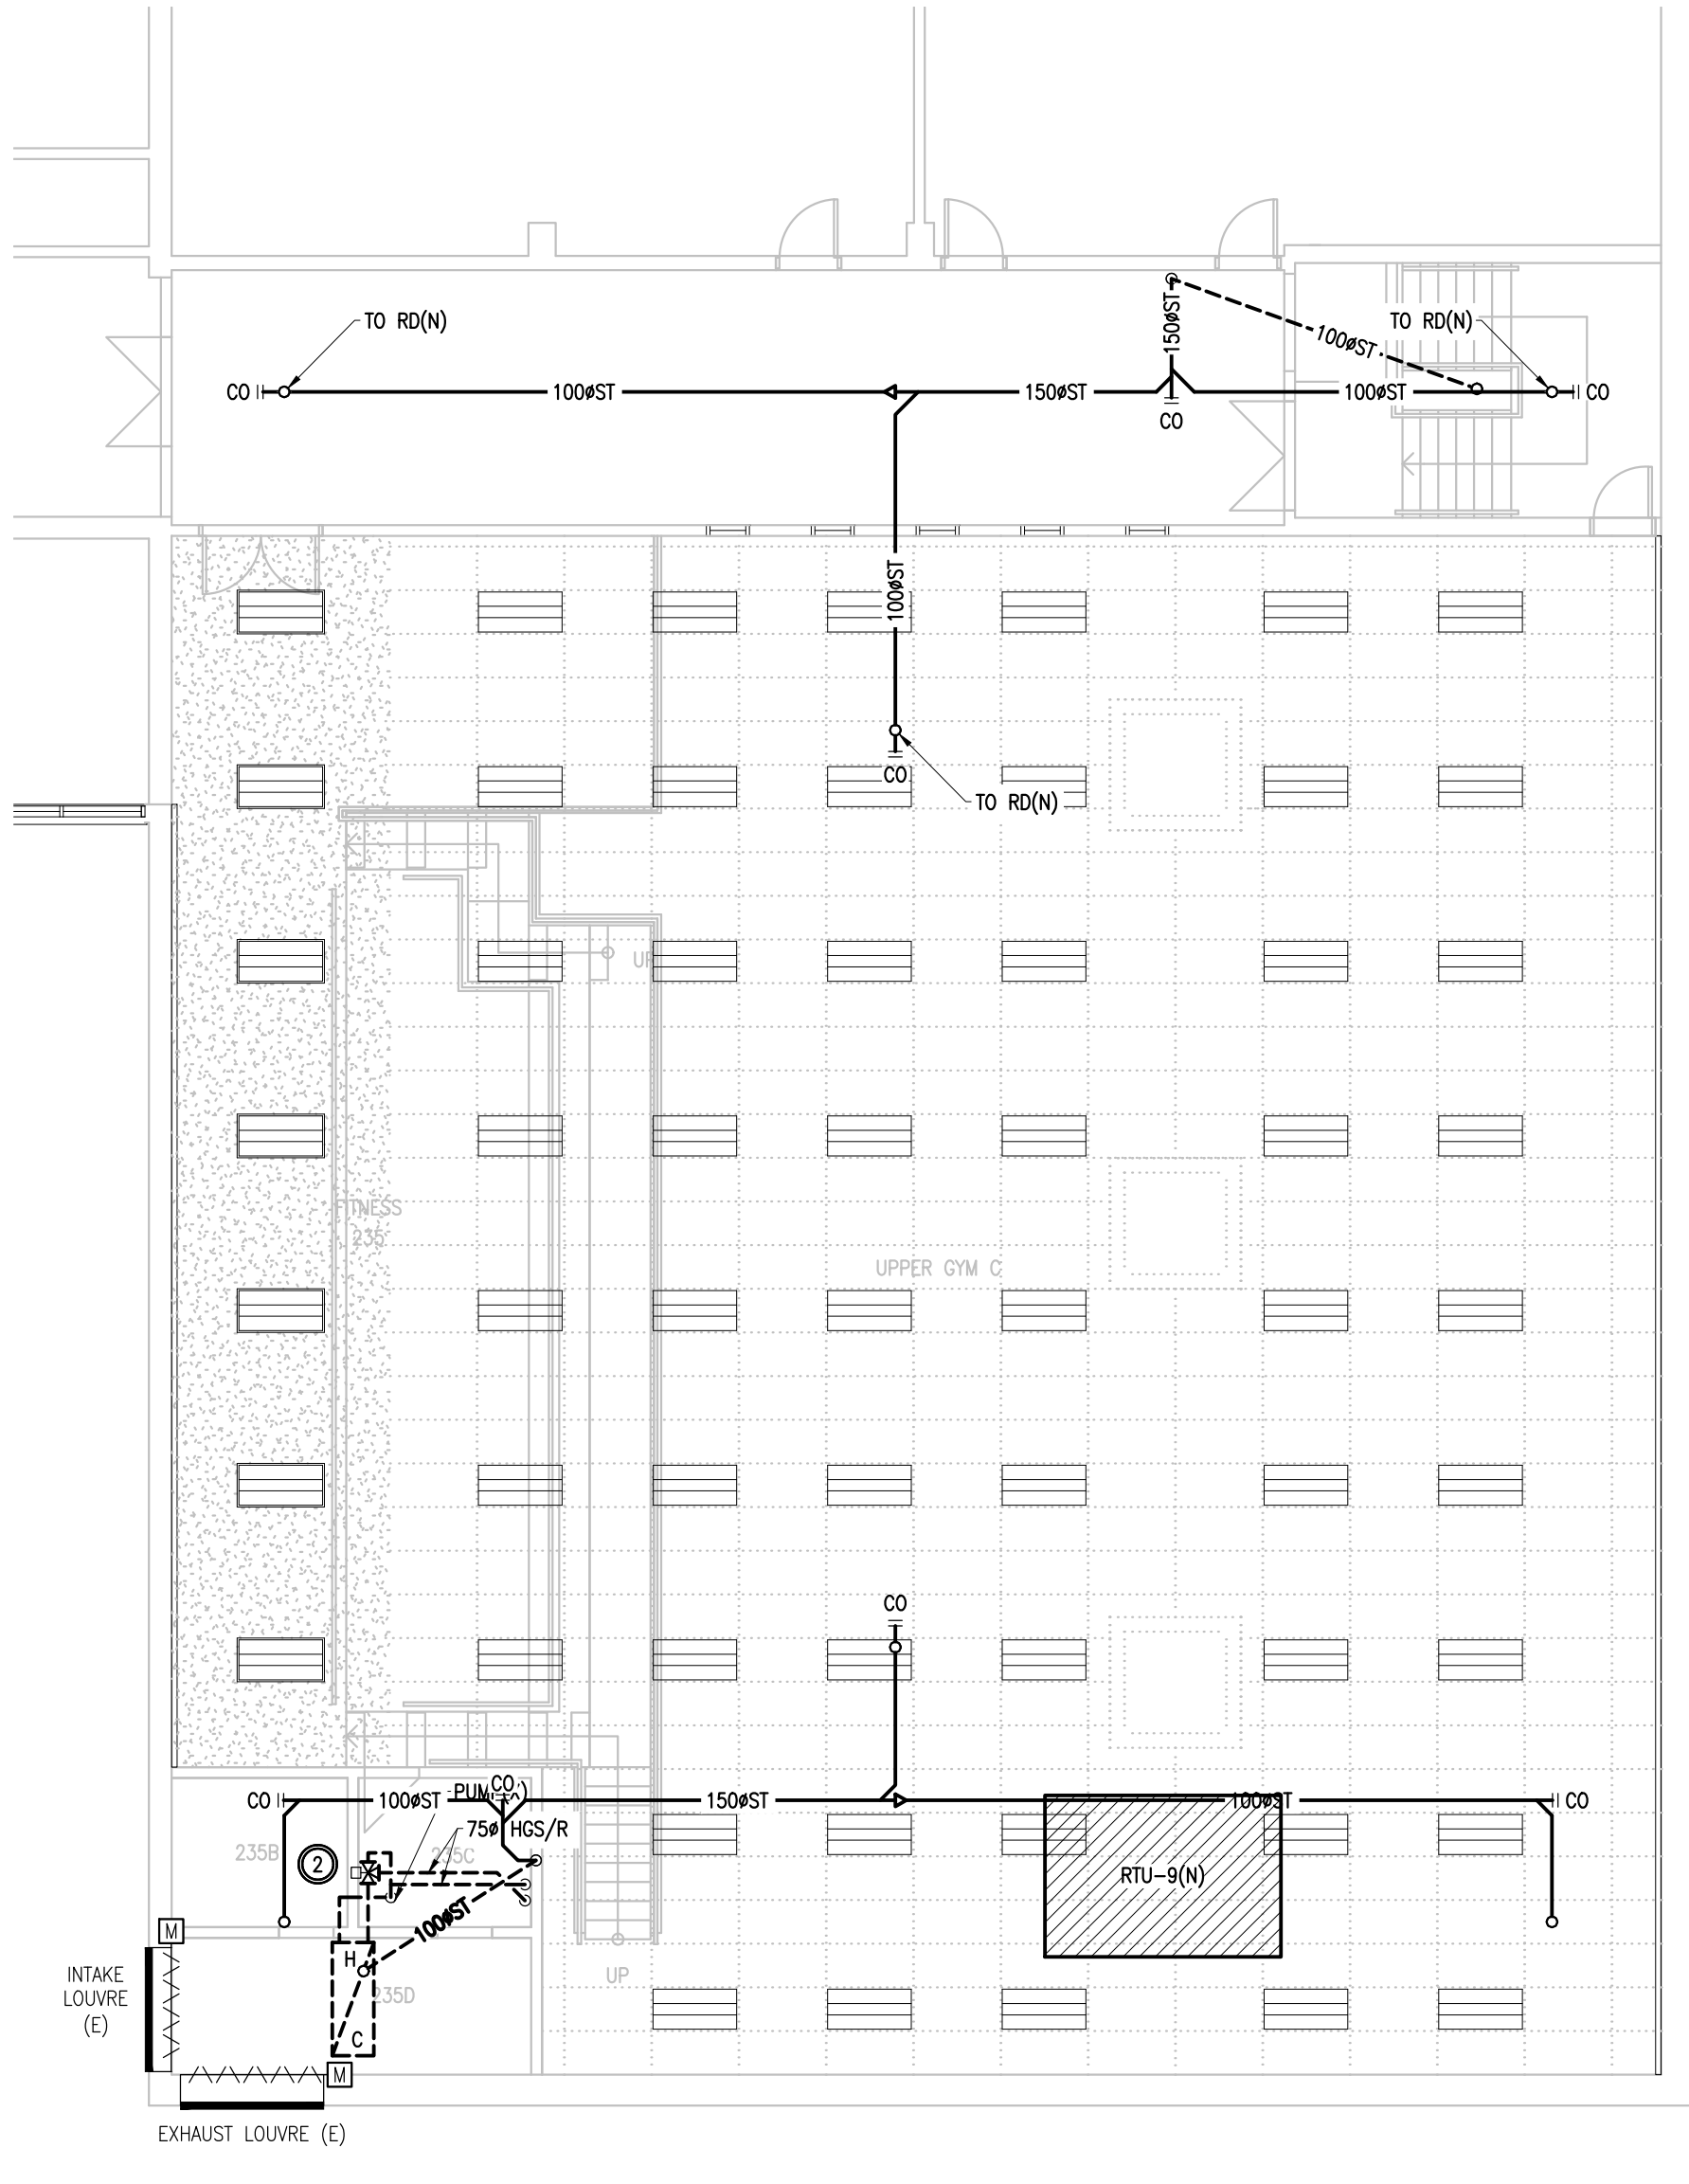 150øST
TO RD(N)
100øST
TO RD(N)
CO
100øST
150øST
100øST
CO
CO
100øST
CO
TO RD(N)
UP
FITNESS
235
UPPER GYM C
CO
CO
100øST
CO
150øST
100øST
CO
75ø HGS/R
235B
2
235C
RTU-9(N)
100øST
M
H
INTAKE
LOUVRE
(E)
235D
UP
C
M
EXHAUST LOUVRE (E)